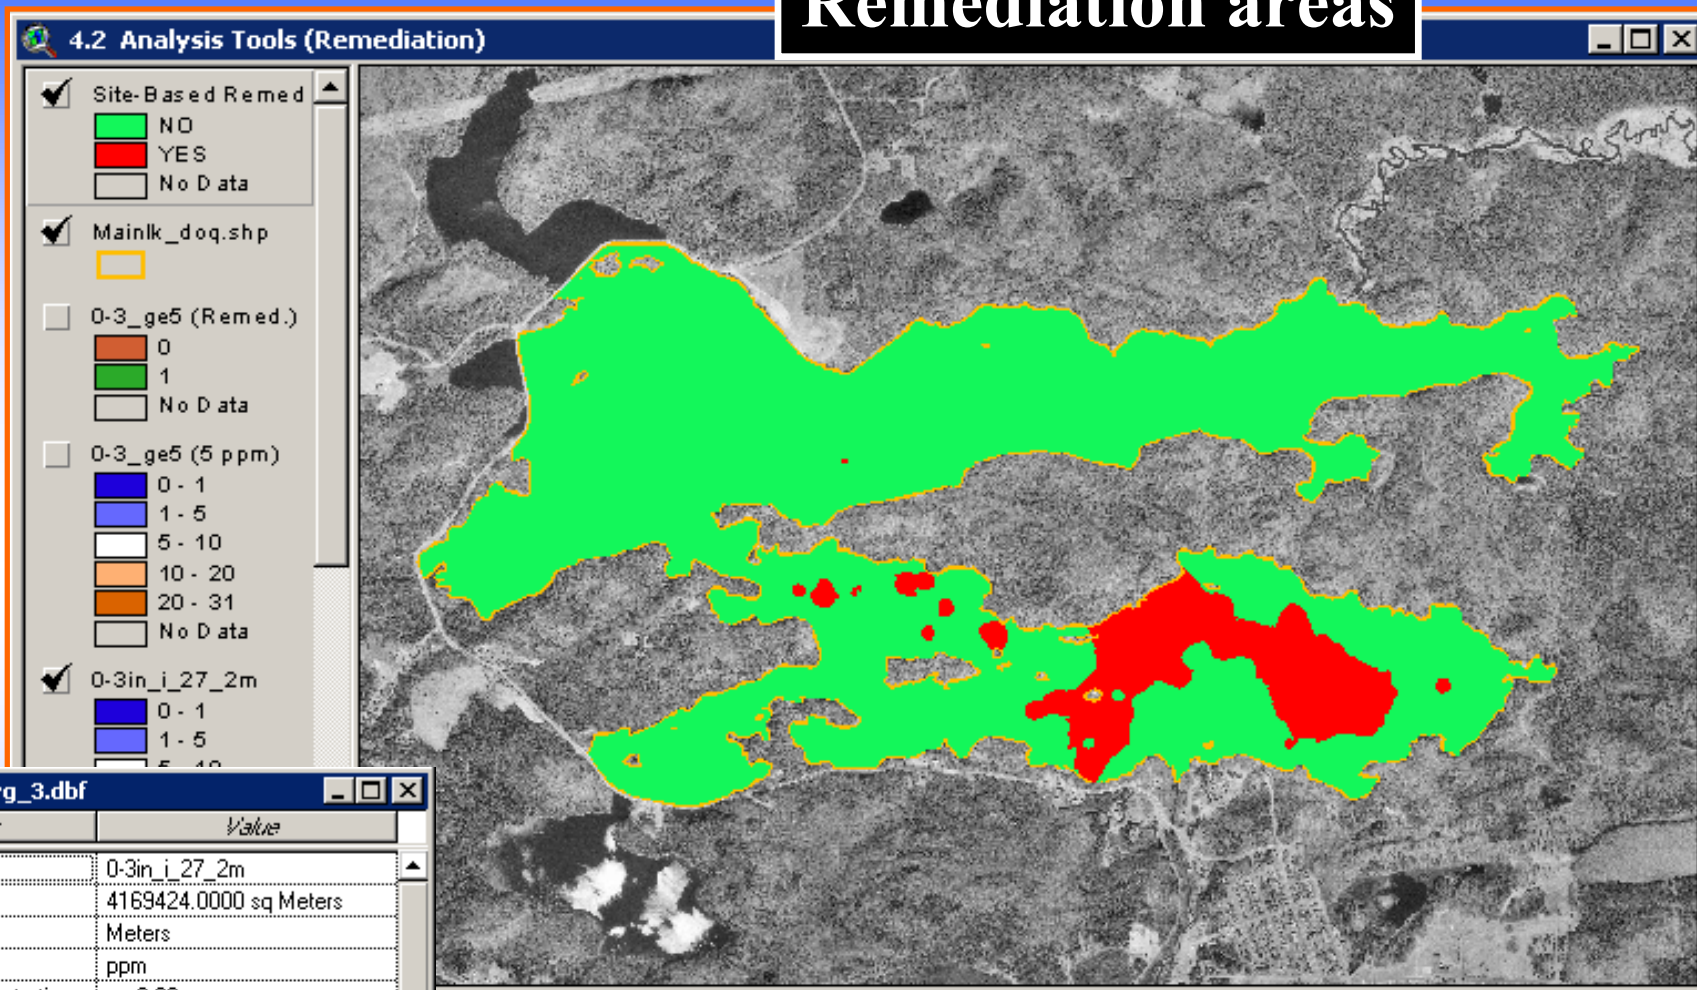 Remediation areas
4.2 Analysis Tools (Remediation)
Site-Based Remed
NO
YES
No Data
Mainlk_doq.shp
0-3_ge5 (Remed.)
0
1
No Data
0-3_ge5 (5 ppm)
0 - 1
1 - 5
5 - 10
10 - 20
20 - 31
No Data
0-3in_i_27_2m
0 - 1
1 - 5
5 - 10
g_3.dbf
Value
0-3in_i_27_2m
4169424.0000 sq Meters
Meters
ppm